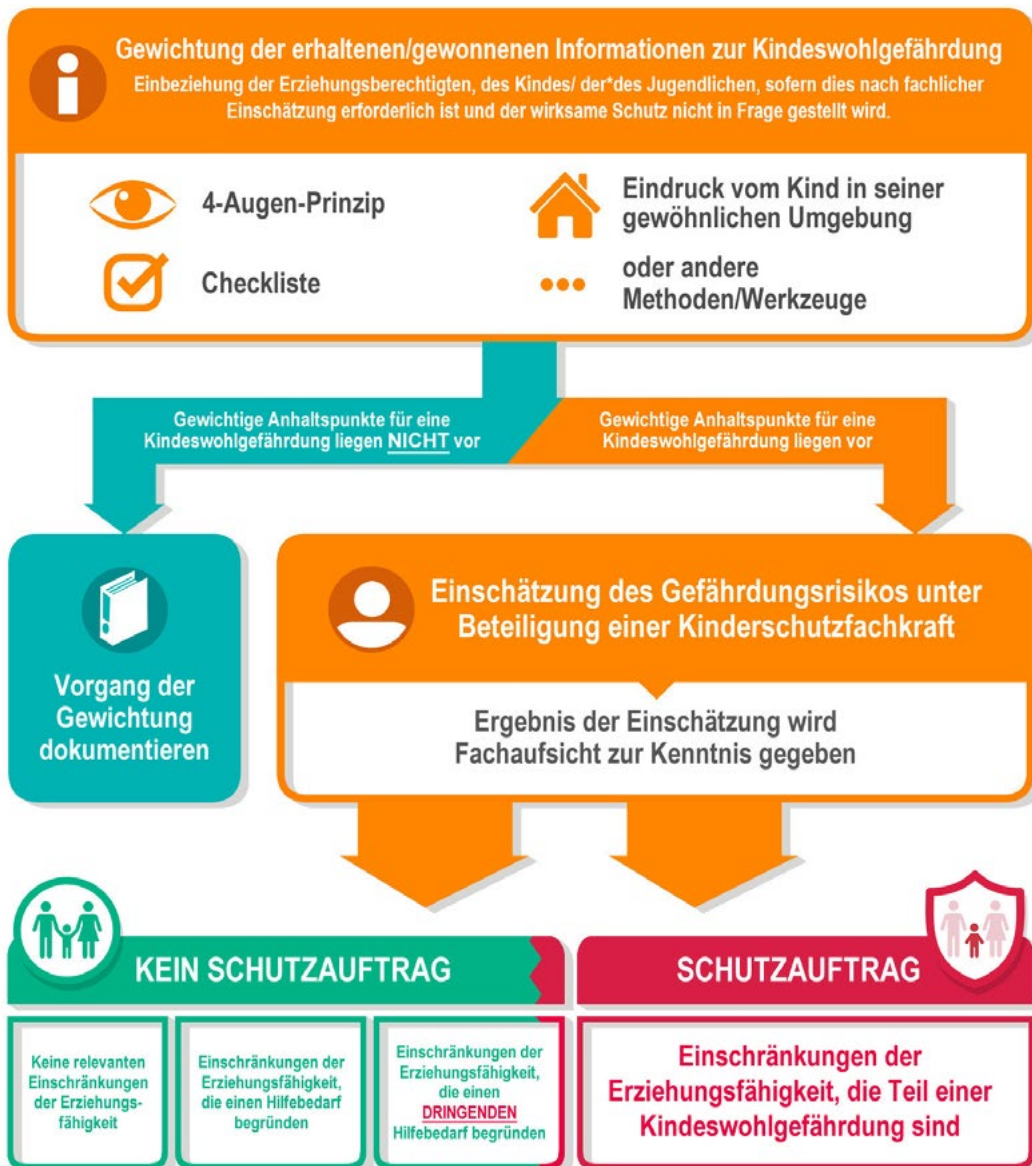 Gewichtung der erhaltenen/gewonnenen Informationen zur Kindeswohlgefährdung
Einbeziehung der Erziehungsberechtigten, des Kindes/ der*des Jugendlichen, sofern dies nach fachlicher
Einschätzung erforderlich ist und der wirksame Schutz nicht in Frage gestellt wird.
4-Augen-Prinzip
Checkliste
Eindruck vom Kind in seiner
gewöhnlichen Umgebung
oder andere
Methoden/Werkzeuge
Gewichtige Anhaltspunkte für eine
Kindeswohlgefährdung liegen NICHT vor
Gewichtige Anhaltspunkte für eine
Kindeswohlgefährdung liegen vor
Vorgang der
Gewichtung
dokumentieren
Einschätzung des Gefährdungsrisikos unter
Beteiligung einer Kinderschutzfachkraft
Ergebnis der Einschätzung wird
Fachaufsicht zur Kenntnis gegeben
KEIN SCHUTZAUFTRAG
Keine relevanten
Einschränkungen
der Erziehungs-
fähigkeit
Einschränkungen der
Erziehungsfähigkeit,
die einen Hilfebedarf
begründen
Einschränkungen der
Erziehungsfähigkeit,
die einen
DRINGENDEN
Hilfebedarf begründen
SCHUTZAUFTRAG
Einschränkungen der
Erziehungsfähigkeit, die Teil einer
Kindeswohlgefährdung sind